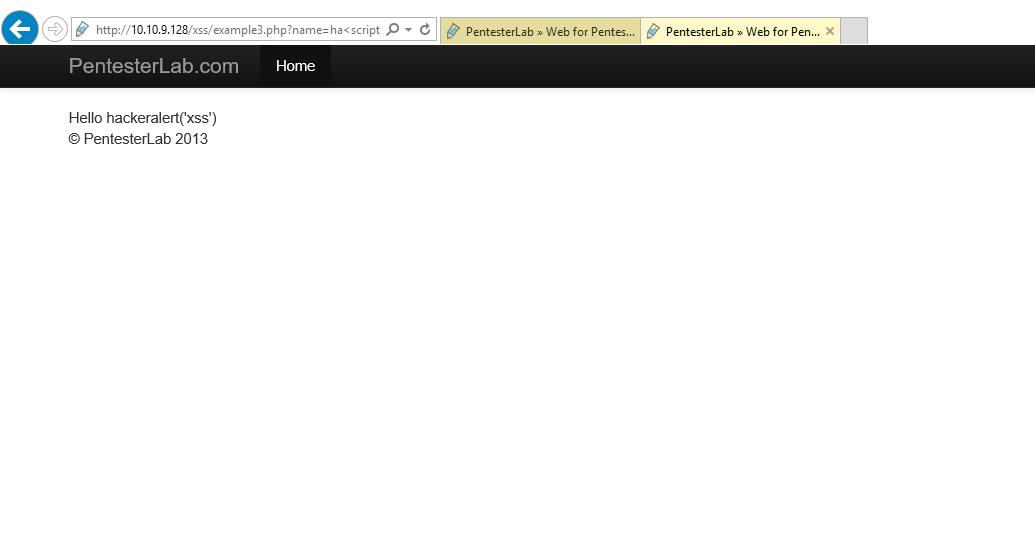 http://10.10.9.128/xss/example3.php?name=ha<script
PentesterLab » Web for Pentes...
PentesterLab » Web for Pen...
PentesterLab.com
Home
Hello hackeralert('xss')
© PentesterLab 2013